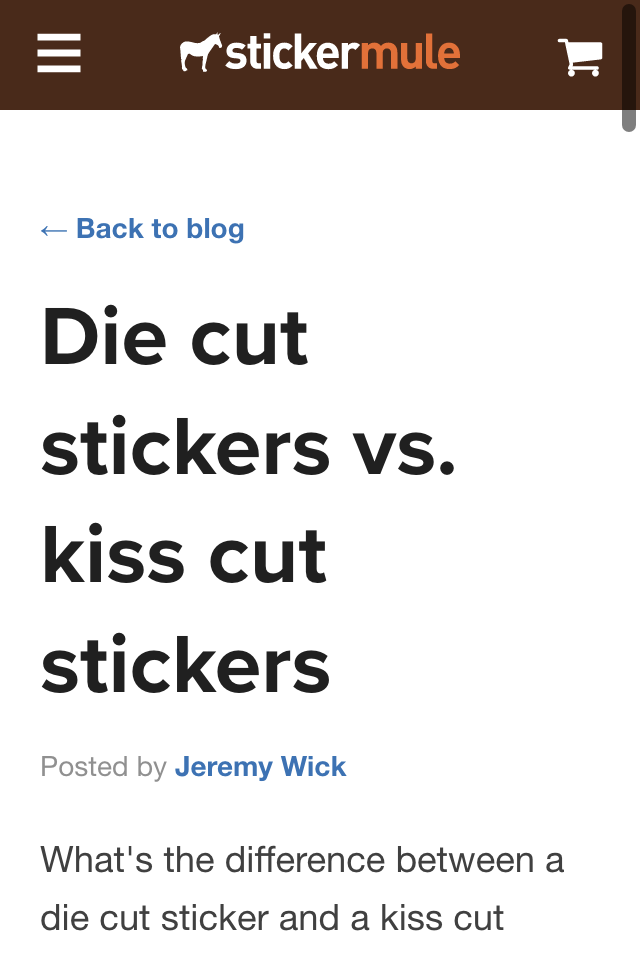 stickermule
← Back to blog
Die cut
stickers vs.
kiss cut
stickers
Posted by Jeremy Wick
What's the difference between a
die cut sticker and a kiss cut